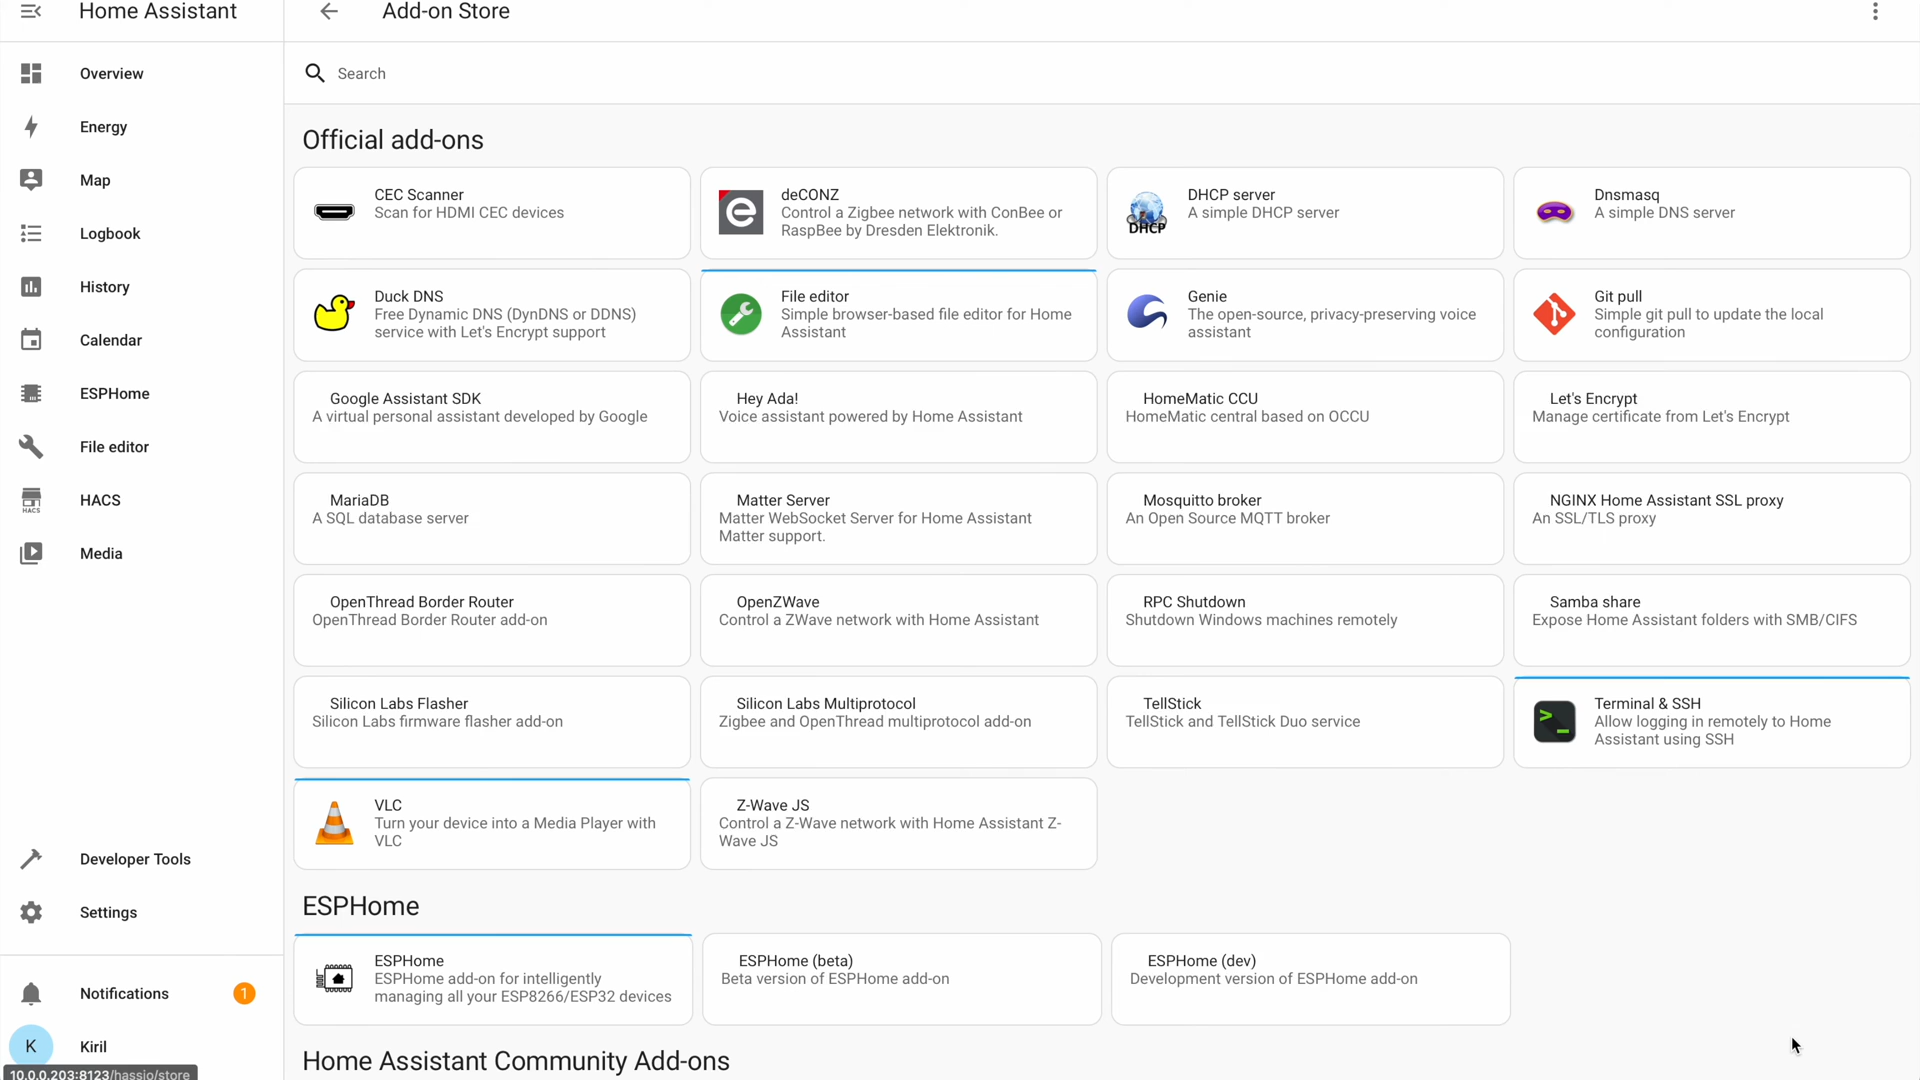 Home Assistant
Add-on Store
Overview
Energy
Map
Logbook
History
Calendar
ESPHome
File editor
HACS
HACS
Media
Developer Tools
Settings
Notifications
1
K
Kiril
10.0.0.203:8123/hassio/store
Search
Official add-ons
CEC Scanner
Scan for HDMI CEC devices
deCONZ
Control a Zigbee network with ConBee or
RaspBee by Dresden Elektronik.
DHCP
DHCP server
A simple DHCP server
Dnsmasq
A simple DNS server
Duck DNS
Free Dynamic DNS (DynDNS or DDNS)
service with Let's Encrypt support
File editor
Simple browser-based file editor for Home
Assistant
Genie
The open-source, privacy-preserving voice
assistant
Git pull
Simple git pull to update the local
configuration
Google Assistant SDK
A virtual personal assistant developed by Google
Hey Ada!
Voice assistant powered by Home Assistant
HomeMatic CCU
HomeMatic central based on OCCU
Let's Encrypt
Manage certificate from Let's Encrypt
MariaDB
A SQL database server
Matter Server
Matter WebSocket Server for Home Assistant
Matter support.
Mosquitto broker
An Open Source MQTT broker
NGINX Home Assistant SSL proxy
An SSL/TLS proxy
OpenThread Border Router
OpenThread Border Router add-on
OpenZWave
Control a ZWave network with Home Assistant
RPC Shutdown
Shutdown Windows machines remotely
Samba share
Expose Home Assistant folders with SMB/CIFS
Silicon Labs Flasher
Silicon Labs firmware flasher add-on
Silicon Labs Multiprotocol
Zigbee and OpenThread multiprotocol add-on
TellStick
TellStick and TellStick Duo service
Terminal & SSH
Allow logging in remotely to Home
Assistant using SSH
VLC
Turn your device into a Media Player with
VLC
Z-Wave JS
Control a Z-Wave network with Home Assistant Z-
Wave JS
ESPHome
ESPHome
ESPHome add-on for intelligently
managing all your ESP8266/ESP32 devices
ESPHome (beta)
Beta version of ESPHome add-on
ESPHome (dev)
Development version of ESPHome add-on
Home Assistant Community Add-ons